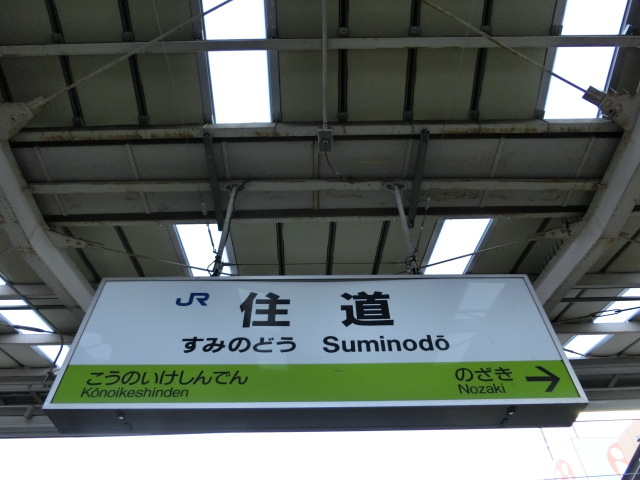 JR 住道
すみのどう Suminodō
こうのいけしんでん のざき →
Kōnoikeshinden Nozaki